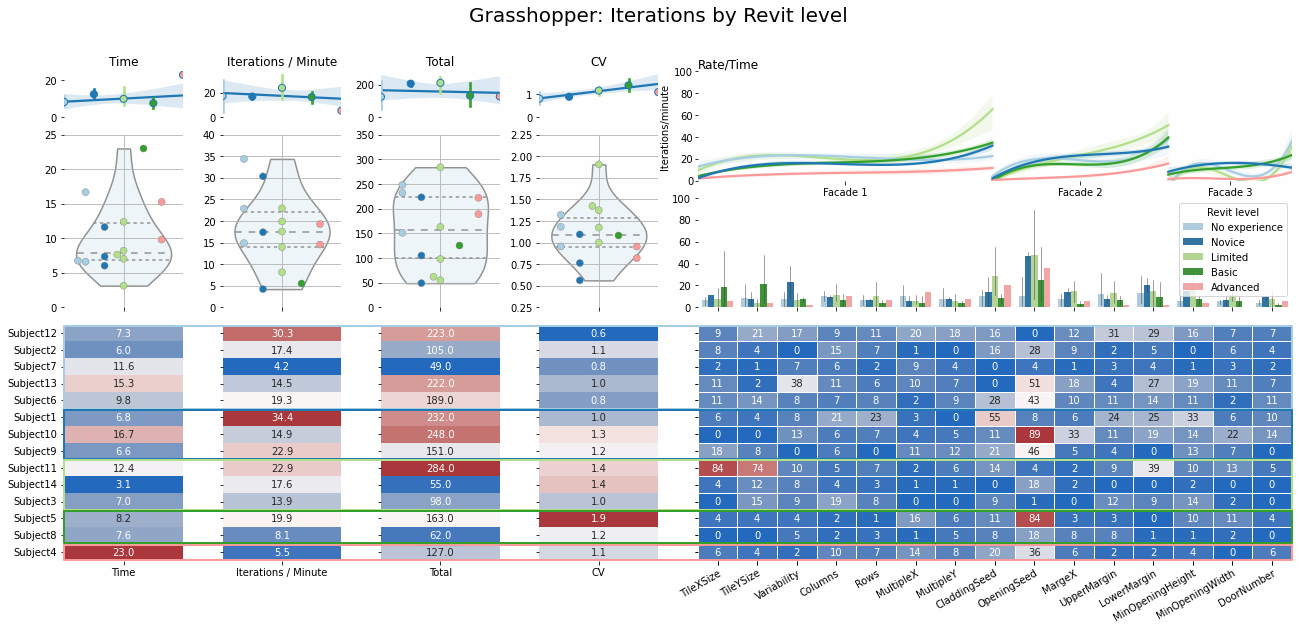 Grasshopper: Iterations by Revit level
Time
Iterations / Minute
Total
CV
Rate/Time
20
0
20
0
200
0
1
0
100
80
60
40
20
0
Iterations/minute
Facade 1
Facade 2
Facade 3
25
20
15
10
5
0
40
35
30
25
20
15
10
5
0
350
300
250
200
150
100
50
0
2.25
2.00
1.75
1.50
1.25
1.00
0.75
0.50
0.25
100
80
60
40
20
0
Revit level
No experience
Novice
Limited
Basic
Advanced
Subject12 7.3 30.3 223.0 0.6 9 21 17 9 11 20 18 16 0 12 31 29 16 7 7
Subject2 6.0 17.4 105.0 1.1 8 4 0 15 7 1 0 16 28 9 2 5 0 6 4
Subject7 11.6 4.2 49.0 0.8 2 1 7 6 2 9 4 0 4 1 3 4 1 3 2
Subject13 15.3 14.5 222.0 1.0 11 2 38 11 6 10 7 0 51 18 4 27 19 11 7
Subject6 9.8 19.3 189.0 0.8 11 14 8 7 8 2 9 28 43 10 11 14 11 2 11
Subject1 6.8 34.4 232.0 1.0 6 4 8 21 23 3 0 55 8 6 24 25 33 6 10
Subject10 16.7 14.9 248.0 1.3 0 0 13 6 7 4 5 11 89 33 11 19 14 22 14
Subject9 6.6 22.9 151.0 1.2 18 8 0 6 0 11 12 21 46 5 4 0 13 7 0
Subject11 12.4 22.9 284.0 1.4 84 74 10 5 7 2 6 14 4 2 9 39 10 13 5
Subject14 3.1 17.6 55.0 1.4 4 12 8 4 3 1 1 0 18 2 0 0 2 0 0
Subject3 7.0 13.9 98.0 1.0 0 15 9 19 8 0 0 9 1 0 12 9 14 2 0
Subject5 8.2 19.9 163.0 1.9 4 4 4 2 1 16 6 11 84 3 3 0 10 11 4
Subject8 7.6 8.1 62.0 1.2 0 0 5 2 3 1 5 8 18 8 8 1 1 2 0
Subject4 23.0 5.5 127.0 1.1 6 4 2 10 7 14 8 20 36 6 2 2 4 0 6
Time
Iterations / Minute
Total
CV
TileXSize
TileYSize
Variability
Columns
Rows
MultipleX
MultipleY
CladdingSeed
OpeningSeed
MargeX
UpperMargin
LowerMargin
MinOpeningHeight
MinOpeningWidth
DoorNumber